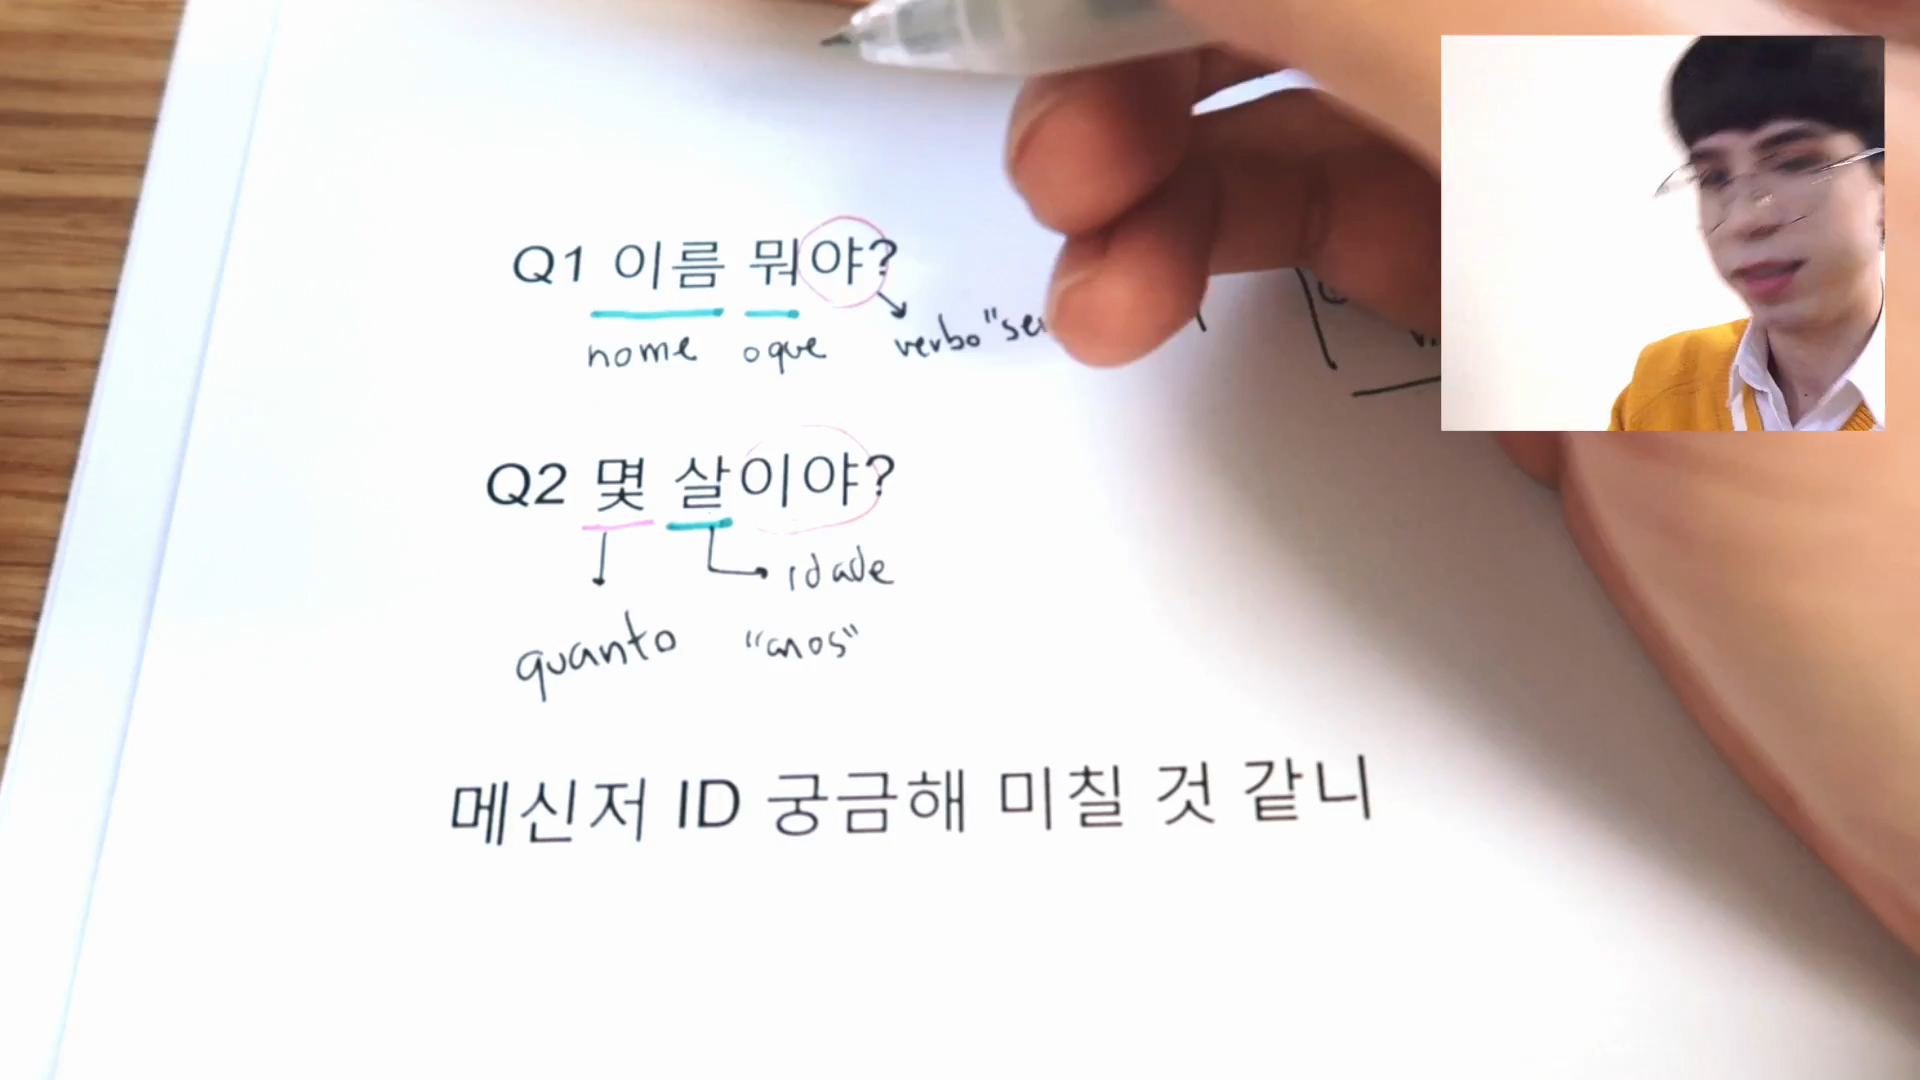 Q1 이름 뭐야?
nome oque verbo "se
Q2 몇 살이야?
idade
quanto "anos"
메신저 ID 궁금해 미칠 것 같니